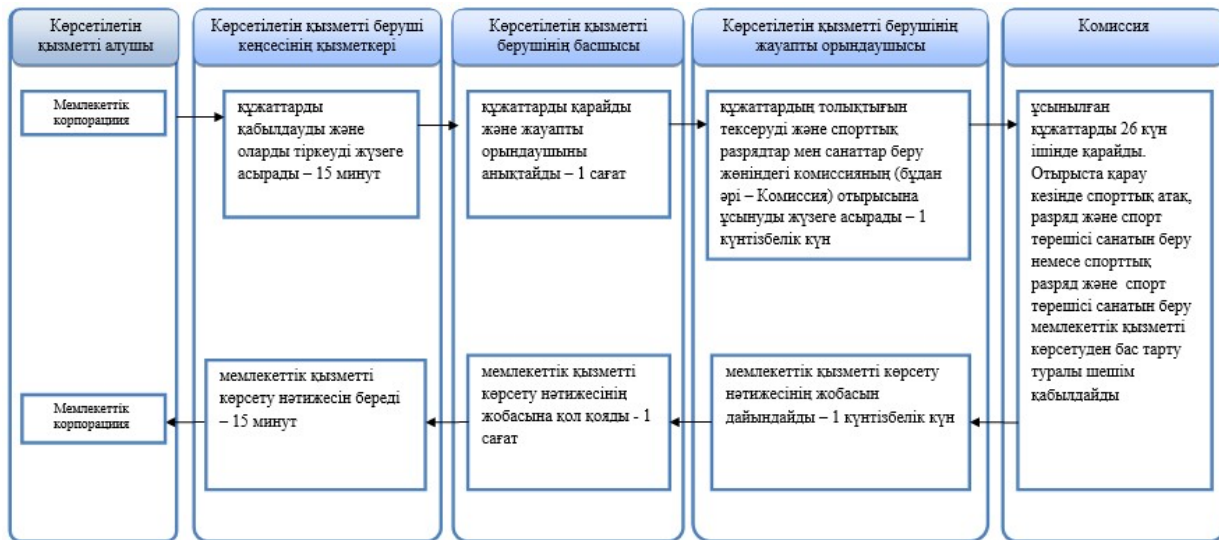 Көрсетілетін
қызметті алушы
Көрсетілетін қызметті беруші
кеңсесінің қызметкері
Көрсетілетін қызметті
берушінің басшысы
Көрсетілетін қызметті берушінің
жауапты орындаушысы
Комиссия
Мемлекеттік
корпорациия
құжаттарды
қабылдауды және
оларды тіркеуді жүзеге
асырады – 15 минут
құжаттарды қарайды
және жауапты
орындаушыны
анықтайды – 1 сағат
құжаттардың толықтығын
тексеруді және спорттық
разрядтар мен санаттар беру
жөніндегі комиссияның (бұдан
әрі – Комиссия) отырысына
ұсынуды жүзеге асырады – 1
күнтізбелік күн
ұсынылған
құжаттарды 26 күн
ішінде қарайды.
Отырыста қарау
кезінде спорттық атақ,
разряд және спорт
төрешісі санатын беру
немесе спорттық
разряд және спорт
төрешісі санатын беру
мемлекеттік қызметті
көрсетуден бас тарту
туралы шешім
қабылдайды
Мемлекеттік
корпорациия
мемлекеттік қызметті
көрсету нәтижесін береді
– 15 минут
мемлекеттік қызметті
көрсету нәтижесінің
жобасына қол қояды - 1
сағат
мемлекеттік қызметті көрсету
нәтижесінің жобасын
дайындайды – 1 күнтізбелік күн